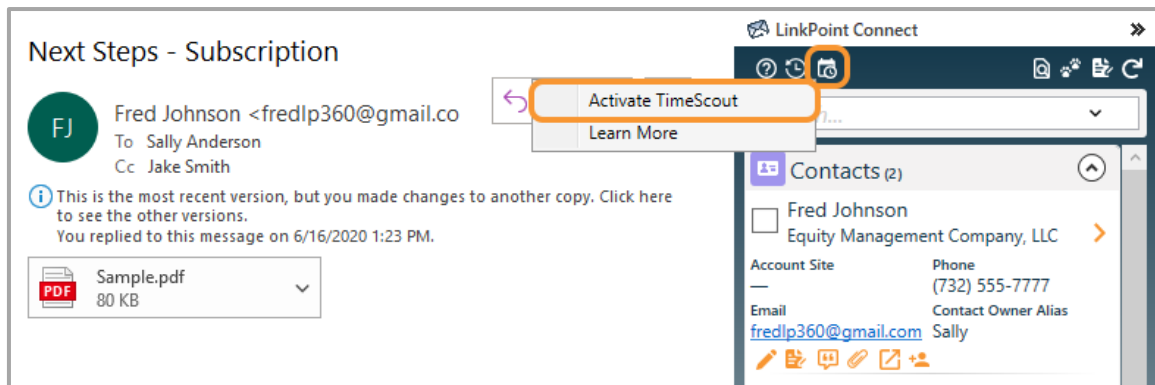 Next Steps - Subscription
FJ
Fred Johnson <fredlp360@gmail.co
To Sally Anderson
Cc Jake Smith
This is the most recent version, but you made changes to another copy. Click here
to see the other versions.
You replied to this message on 6/16/2020 1:23 PM.
PDF
Sample.pdf
80 KB
Activate TimeScout
Learn More
LinkPoint Connect
n...
Contacts (2)
Fred Johnson
Equity Management Company, LLC
Account Site Phone
— (732) 555-7777
Email Contact Owner Alias
fredlp360@gmail.com Sally